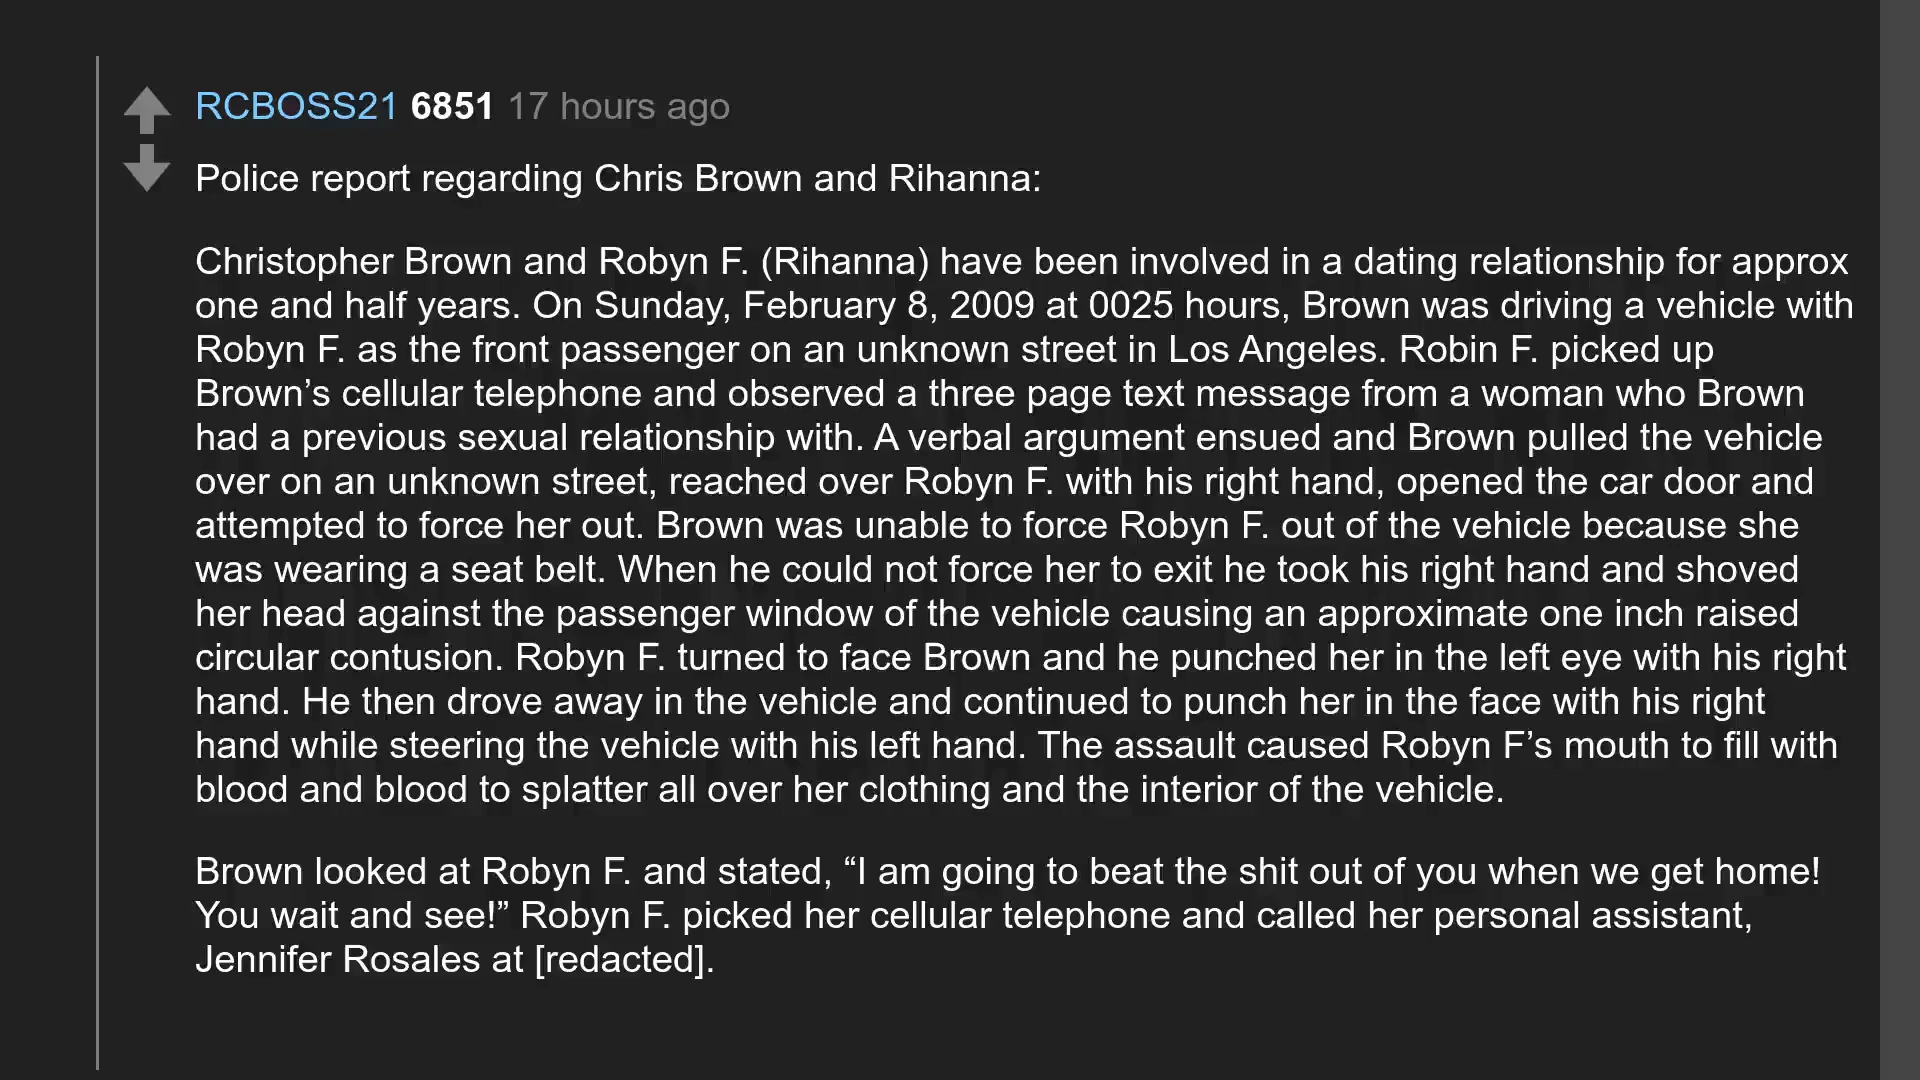 RCBOSS21 6851 17 hours ago
Police report regarding Chris Brown and Rihanna:
Christopher Brown and Robyn F. (Rihanna) have been involved in a dating relationship for approx
one and half years. On Sunday, February 8, 2009 at 0025 hours, Brown was driving a vehicle with
Robyn F. as the front passenger on an unknown street in Los Angeles. Robin F. picked up
Brown’s cellular telephone and observed a three page text message from a woman who Brown
had a previous sexual relationship with. A verbal argument ensued and Brown pulled the vehicle
over on an unknown street, reached over Robyn F. with his right hand, opened the car door and
attempted to force her out. Brown was unable to force Robyn F. out of the vehicle because she
was wearing a seat belt. When he could not force her to exit he took his right hand and shoved
her head against the passenger window of the vehicle causing an approximate one inch raised
circular contusion. Robyn F. turned to face Brown and he punched her in the left eye with his right
hand. He then drove away in the vehicle and continued to punch her in the face with his right
hand while steering the vehicle with his left hand. The assault caused Robyn F’s mouth to fill with
blood and blood to splatter all over her clothing and the interior of the vehicle.
Brown looked at Robyn F. and stated, “I am going to beat the shit out of you when we get home!
You wait and see!” Robyn F. picked her cellular telephone and called her personal assistant,
Jennifer Rosales at [redacted].